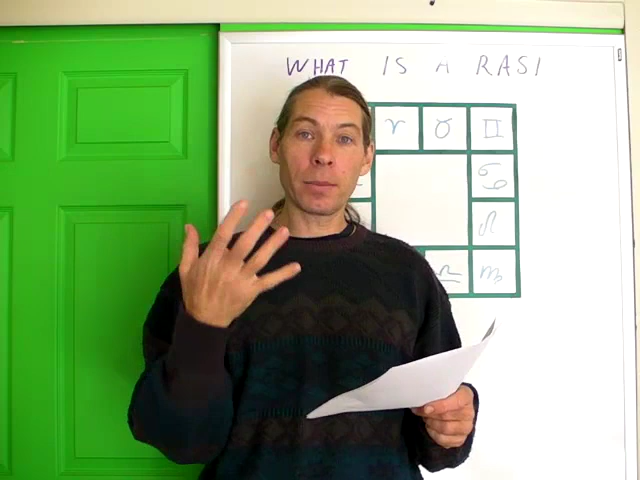 WHAT IS A RASI
♈ ♉ ♊
♋
♌
♎ ♍